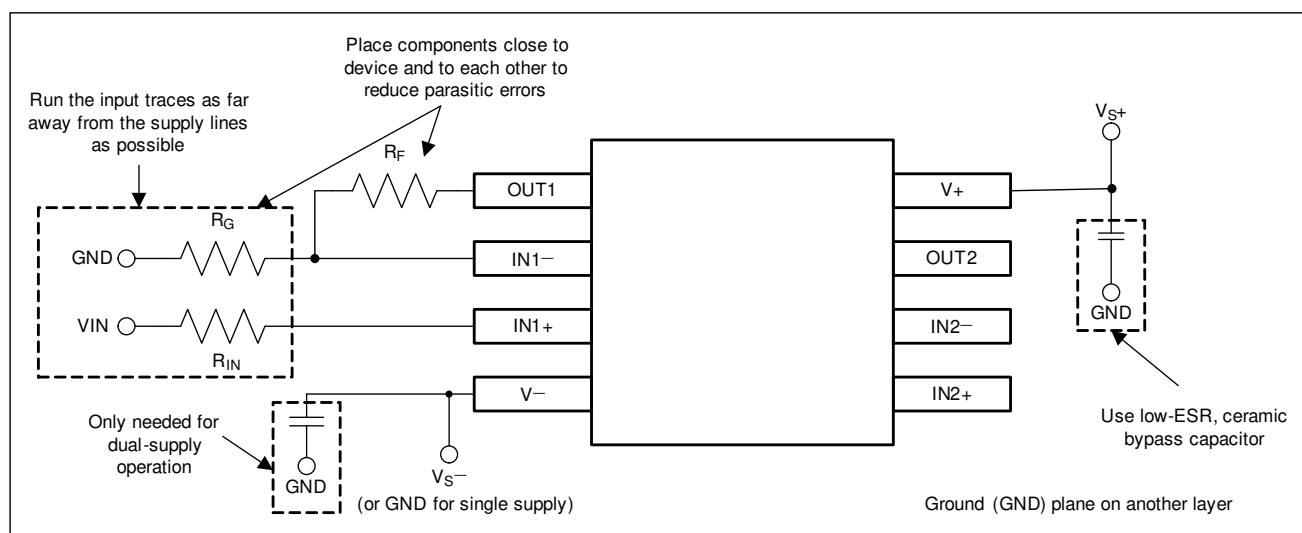 Place components close to
device and to each other to
reduce parasitic errors
Run the input traces as far
away from the supply lines
as possible
VS+
RF
OUT1
V+
RG
GND
IN1−
OUT2
GND
VIN
IN1+
IN2−
RIN
V−
IN2+
Only needed for
dual-supply
operation
GND
VS−
(or GND for single supply)
Use low-ESR, ceramic
bypass capacitor
Ground (GND) plane on another layer